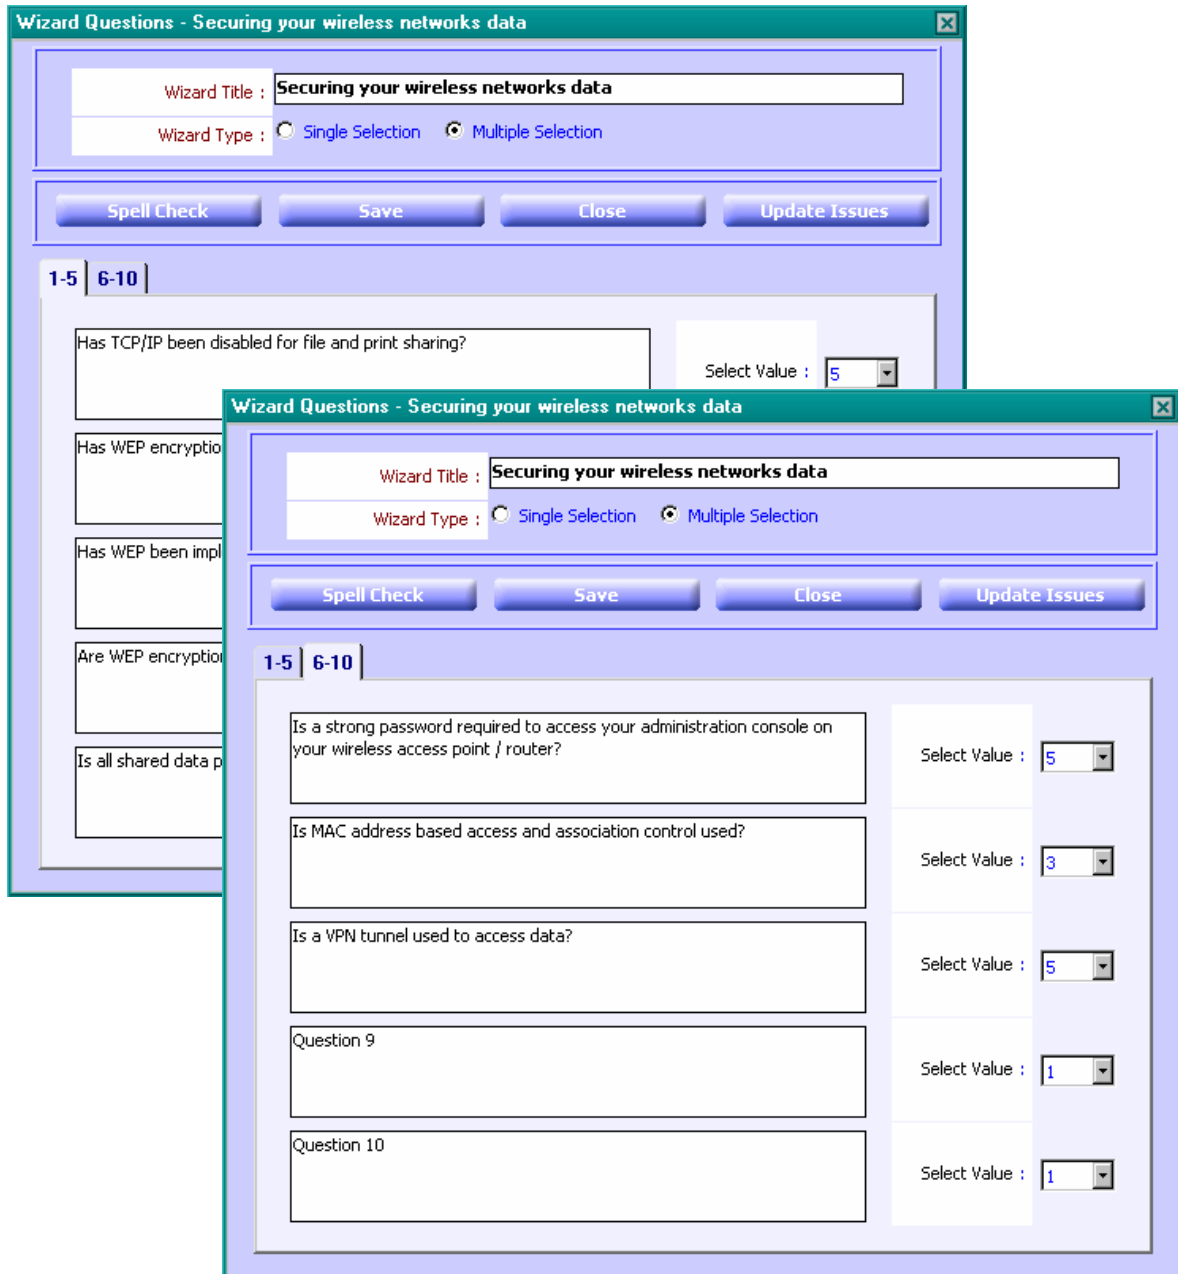 Wizard Questions - Securing your wireless networks data
Wizard Title :
Securing your wireless networks data
Wizard Type :
Single Selection
Multiple Selection
Spell Check
Save
Close
Update Issues
1-5
6-10
Has TCP/IP been disabled for file and print sharing?
Select Value :
5
Has WEP
Has WEP been
Are WEP
Is all shared data
Wizard Questions - Securing your wireless networks data
Wizard Title :
Securing your wireless networks data
Wizard Type :
Single Selection
Multiple Selection
Spell Check
Save
Close
Update Issues
1-5
6-10
Is a strong password required to access your administration console on
your wireless access point / router?
Select Value :
5
Is MAC address based access and association control used?
Select Value :
3
Is a VPN tunnel used to access data?
Select Value :
5
Question 9
Select Value :
1
Question 10
Select Value :
1